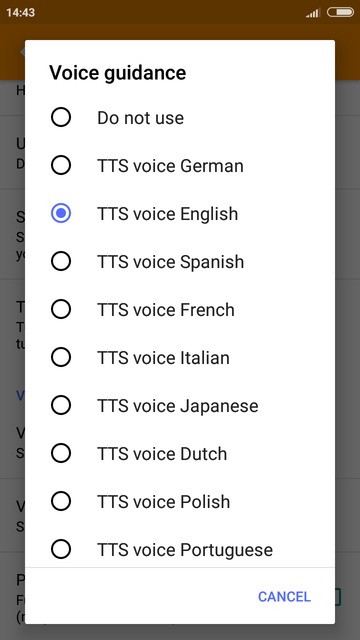 14:43
Voice guidance
Do not use
TTS voice German
TTS voice English
TTS voice Spanish
TTS voice French
TTS voice Italian
TTS voice Japanese
TTS voice Dutch
TTS voice Polish
TTS voice Portuguese
CANCEL